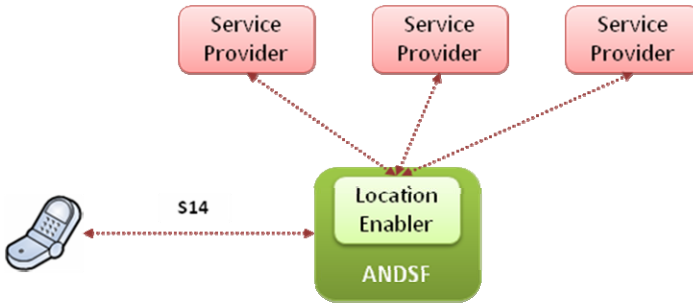 Service
Provider
Service
Provider
Service
Provider
S14
Location
Enabler
ANDSF